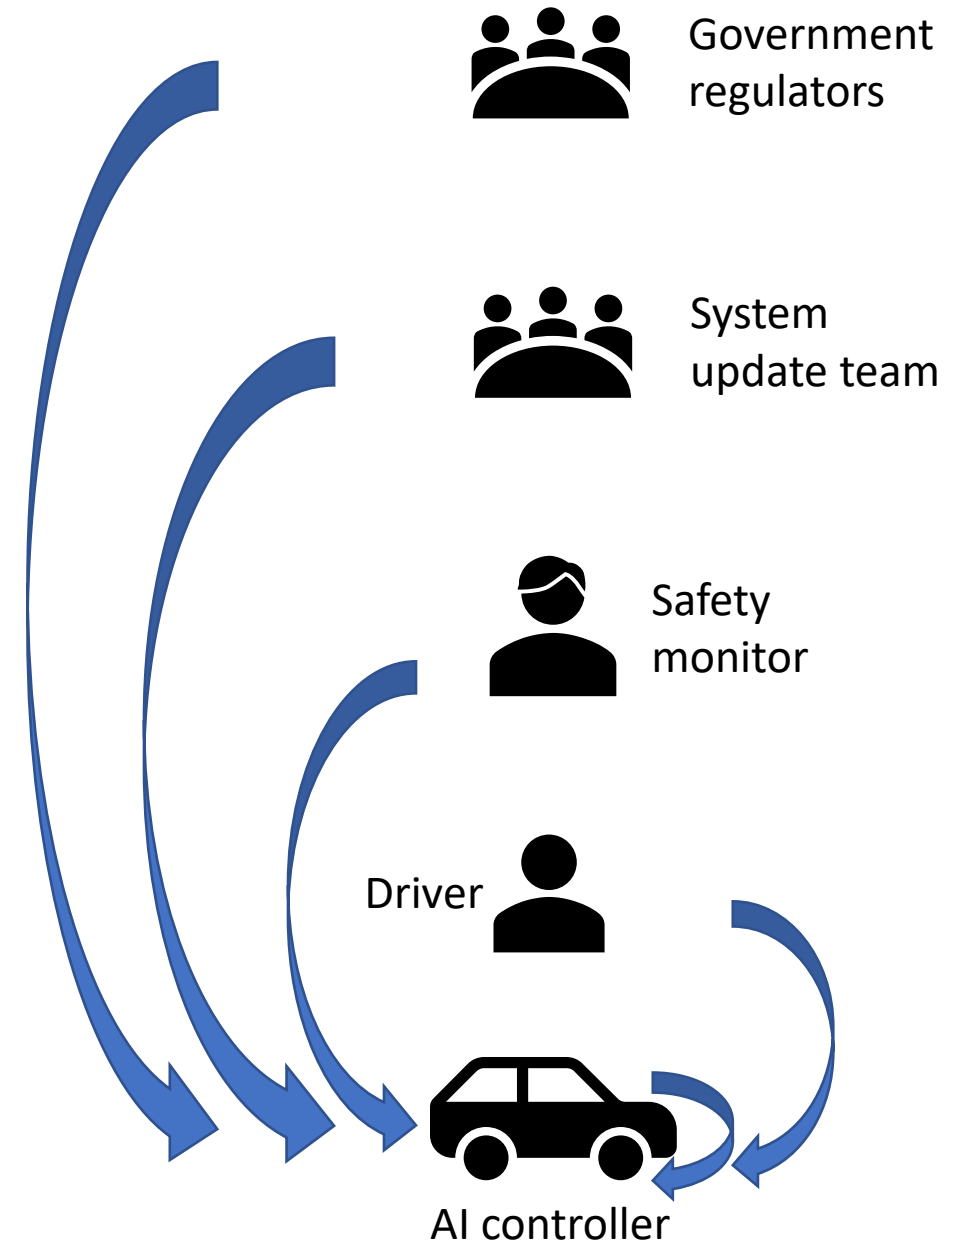 Government
regulators
System
update team
Safety
monitor
Driver
AI controller